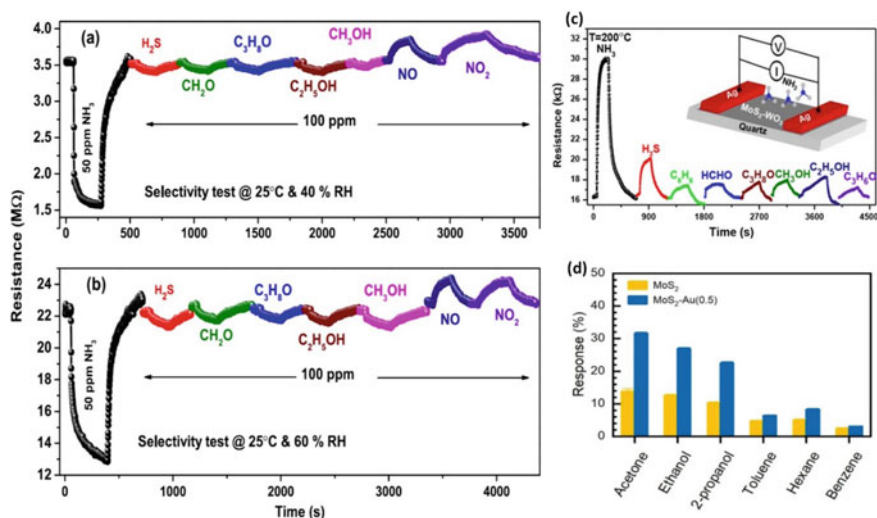 (a)
4.0
3.5
3.0
2.5
2.0
1.5
H₂S
CH₂O
C₃H₈O
C₂H₅OH
CH₃OH
NO
NO₂
50 ppm NH₃
100 ppm
Selectivity test @ 25°C & 40 % RH
0 500 1000 1500 2000 2500 3000 3500
Resistance (MΩ)
(b)
26
24
22
20
18
16
14
12
H₂S
CH₂O
C₃H₈O
C₂H₅OH
CH₃OH
NO
NO₂
50 ppm NH₃
100 ppm
Selectivity test @ 25°C & 60 % RH
0 1000 2000 3000 4000
Time (s)
(c)
T=200°C
NH₃
Resistance (kΩ)
32
30
28
26
24
22
20
18
16
V
I
NH₃
Ag
Ag
MoS₂-WO₃
Quartz
H₂S
C₆H₆
HCHO
C₃H₈O
CH₃OH
C₂H₅OH
C₃H₆O
0 900 1800 2700 3600 4500
Time (s)
(d)
50
40
30
20
10
0
Response (%)
MoS₂
MoS₂-Au(0.5)
Acetone
Ethanol
2-propanol
Toluene
Hexane
Benzene